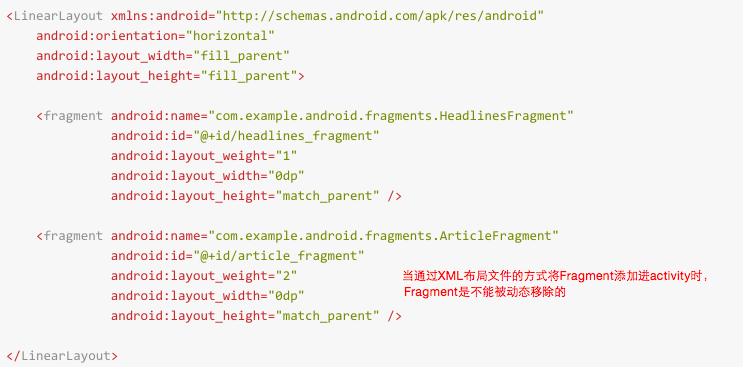 <LinearLayout xmlns:android="http://schemas.android.com/apk/res/android"
    android:orientation="horizontal"
    android:layout_width="fill_parent"
    android:layout_height="fill_parent">

    <fragment android:name="com.example.android.fragments.HeadlinesFragment"
              android:id="@+id/headlines_fragment"
              android:layout_weight="1"
              android:layout_width="0dp"
              android:layout_height="match_parent" />

    <fragment android:name="com.example.android.fragments.ArticleFragment"
              android:id="@+id/article_fragment"
              android:layout_weight="2"
              android:layout_width="0dp"
              android:layout_height="match_parent" />

</LinearLayout>
当通过XML布局文件的方式将Fragment添加进activity时，
Fragment是不能被动态移除的